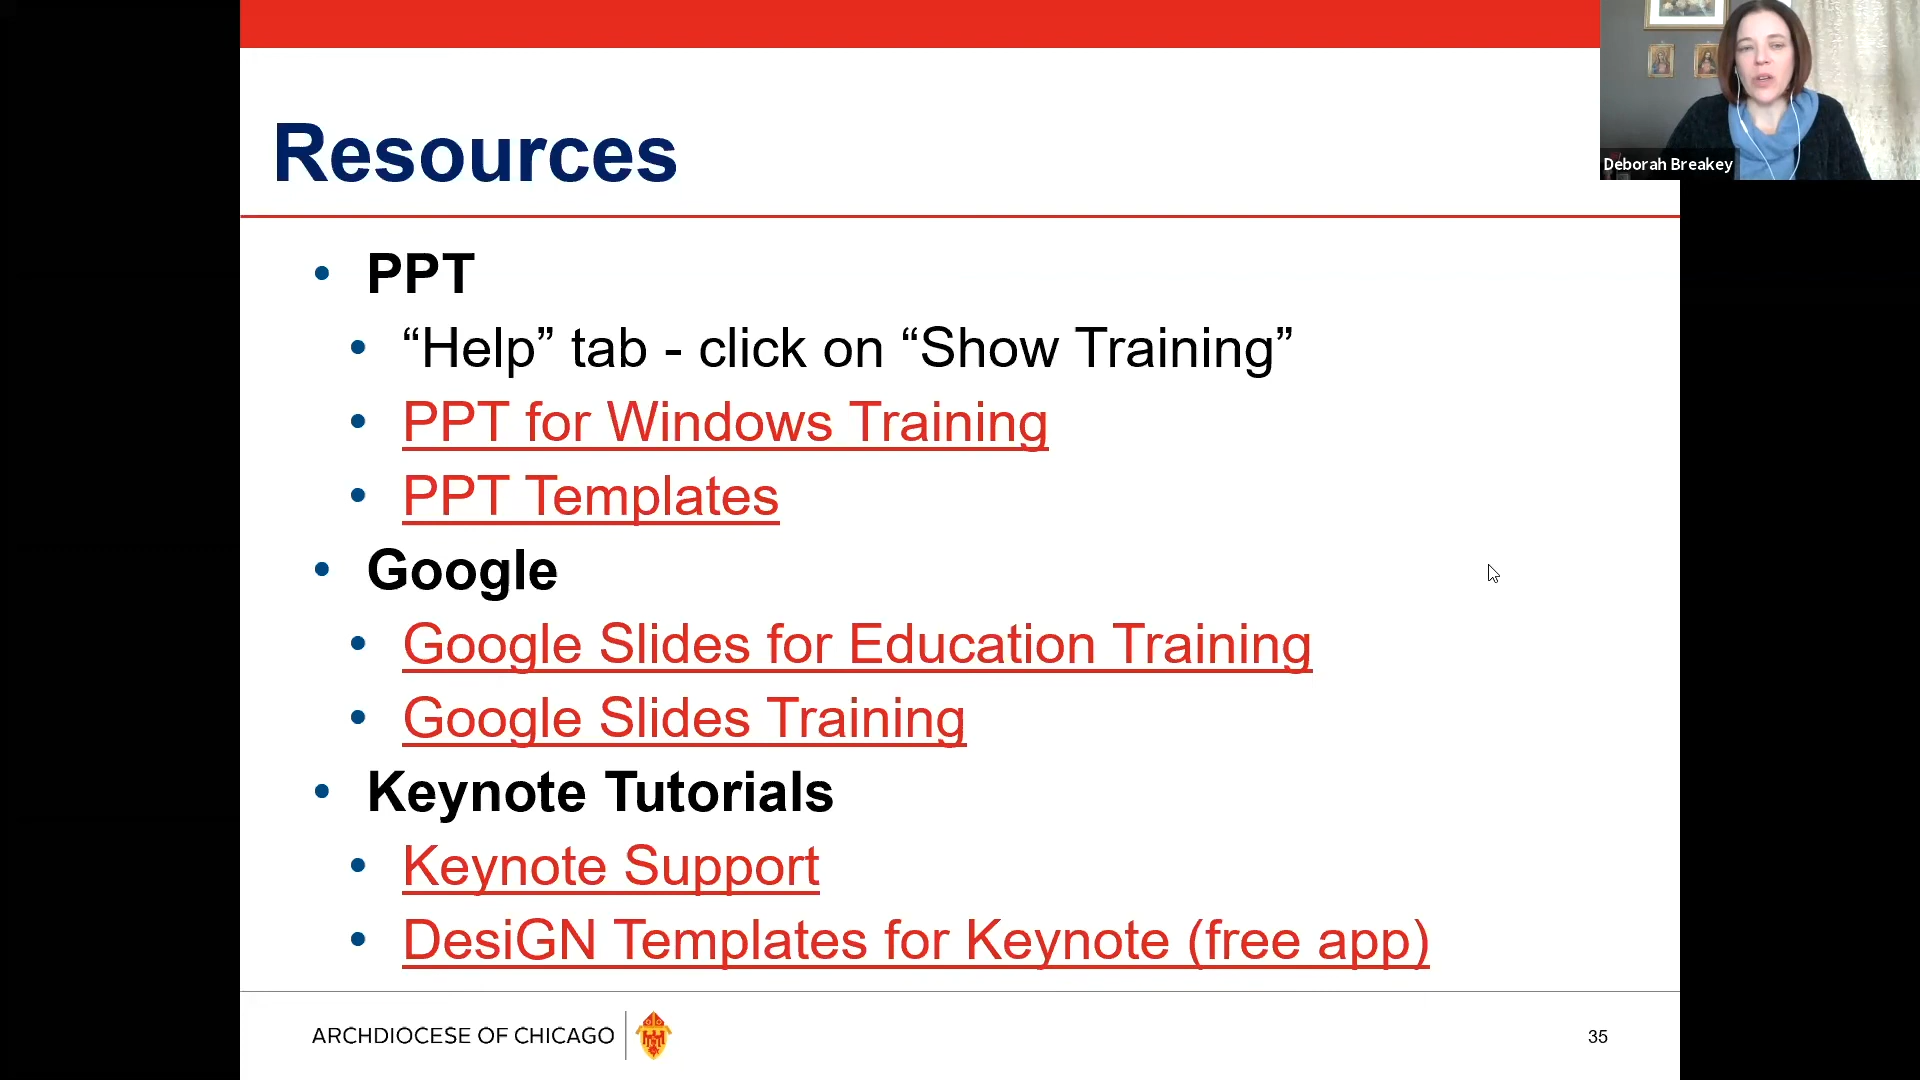 Resources
Deborah Breakey
• PPT
• “Help” tab - click on “Show Training”
• PPT for Windows Training
• PPT Templates
• Google
• Google Slides for Education Training
• Google Slides Training
• Keynote Tutorials
• Keynote Support
• DesiGN Templates for Keynote (free app)
ARCHDIOCESE OF CHICAGO
35